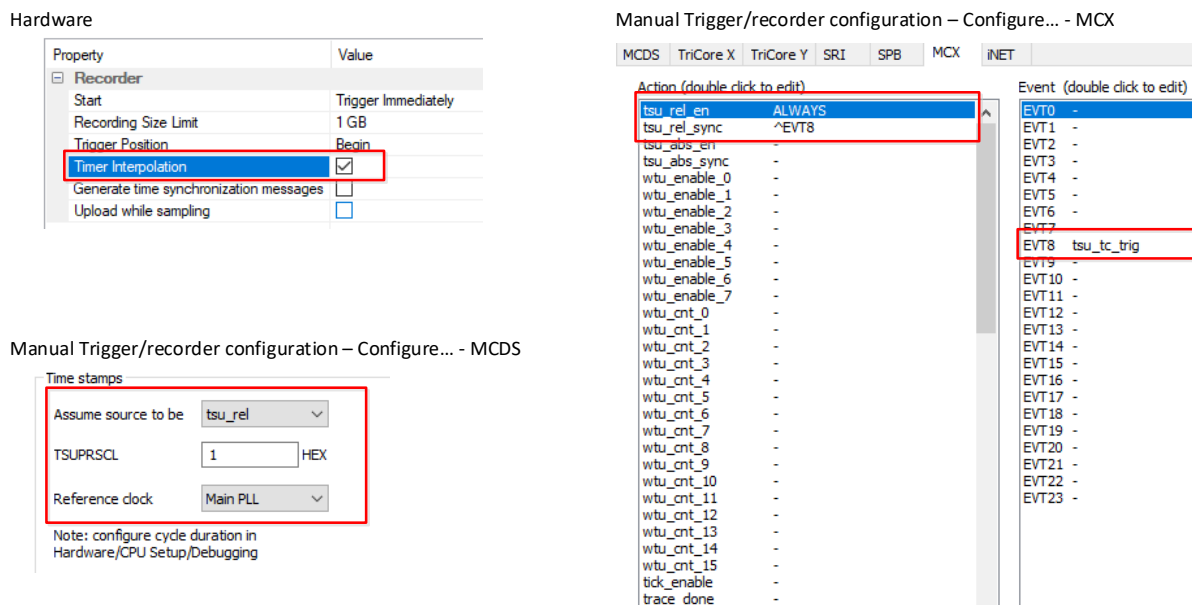 Hardware
Property Value
Recorder
Start Trigger Immediately
Recording Size Limit 1 GB
Trigger Position Begin
Timer Interpolation
Generate time synchronization messages
Upload while sampling
Manual Trigger/recorder configuration – Configure… - MCDS
Time stamps
Assume source to be tsu_rel
TSUPRSCL 1 HEX
Reference clock Main PLL
Note: configure cycle duration in
Hardware/CPU Setup/Debugging
Manual Trigger/recorder configuration – Configure… - MCX
MCDS TriCore X TriCore Y SRI SPB MCX iNET
Action (double click to edit)
tsu_rel_en ALWAYS
tsu_rel_sync ^EVT8
tsu_abs_en -
tsu_abs_sync -
wtu_enable_0 -
wtu_enable_1 -
wtu_enable_2 -
wtu_enable_3 -
wtu_enable_4 -
wtu_enable_5 -
wtu_enable_6 -
wtu_enable_7 -
wtu_cnt_0 -
wtu_cnt_1 -
wtu_cnt_2 -
wtu_cnt_3 -
wtu_cnt_4 -
wtu_cnt_5 -
wtu_cnt_6 -
wtu_cnt_7 -
wtu_cnt_8 -
wtu_cnt_9 -
wtu_cnt_10 -
wtu_cnt_11 -
wtu_cnt_12 -
wtu_cnt_13 -
wtu_cnt_14 -
wtu_cnt_15 -
tick_enable -
trace_done -
Event (double click to edit)
EVT0 -
EVT1 -
EVT2 -
EVT3 -
EVT4 -
EVT5 -
EVT6 -
EVT7
EVT8 tsu_tc_trig
EVT9 -
EVT10 -
EVT11 -
EVT12 -
EVT13 -
EVT14 -
EVT15 -
EVT16 -
EVT17 -
EVT18 -
EVT19 -
EVT20 -
EVT21 -
EVT22 -
EVT23 -